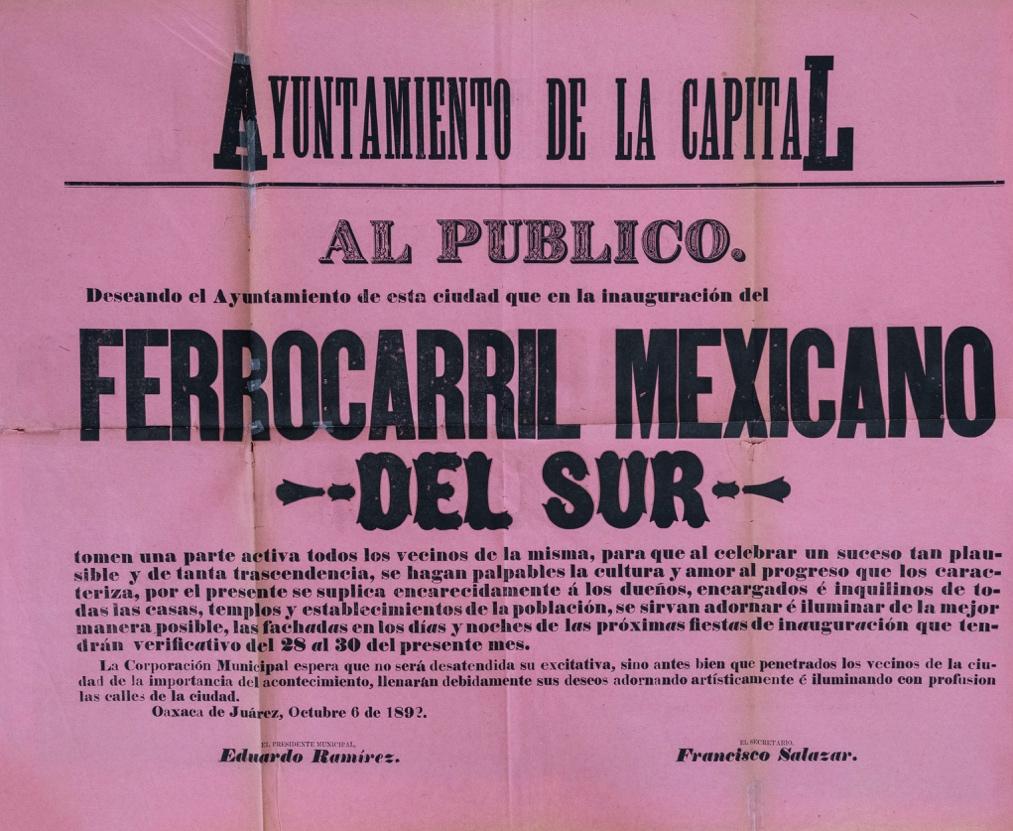 AYUNTAMIENTO DE LA CAPITAL
AL PUBLICO.
Deseando el Ayuntamiento de esta ciudad que en la inauguración del
FERROCARRIL MEXICANO
DEL SUR
tomen una parte activa todos los vecinos de la misma, para que al celebrar un suceso tan plau-
sible y de tanta trascendencia, se hagan palpables la cultura y amor al progreso que los carac-
teriza, por el presente se suplica encarecidamente á los dueños, encargados é inquilinos de to-
das las casas, templos y establecimientos de la población, se sirvan adornar é iluminar de la mejor
manera posible, las fachadas en los días y noches de las próximas fiestas de inauguración que ten-
drán verificativo del 28 al 30 del presente mes.
La Corporación Municipal espera que no será desatendida su excitativa, sino antes bien que penetrados los vecinos de la ciu-
dad de la importancia del acontecimiento, llenarán debidamente sus deseos adornando artísticamente é iluminando con profusion
las calles de la ciudad.
Oaxaca de Juárez, Octubre 6 de 1892.
EL PRESIDENTE MUNICIPAL,
Eduardo Ramírez.
EL SECRETARIO,
Francisco Salazar.